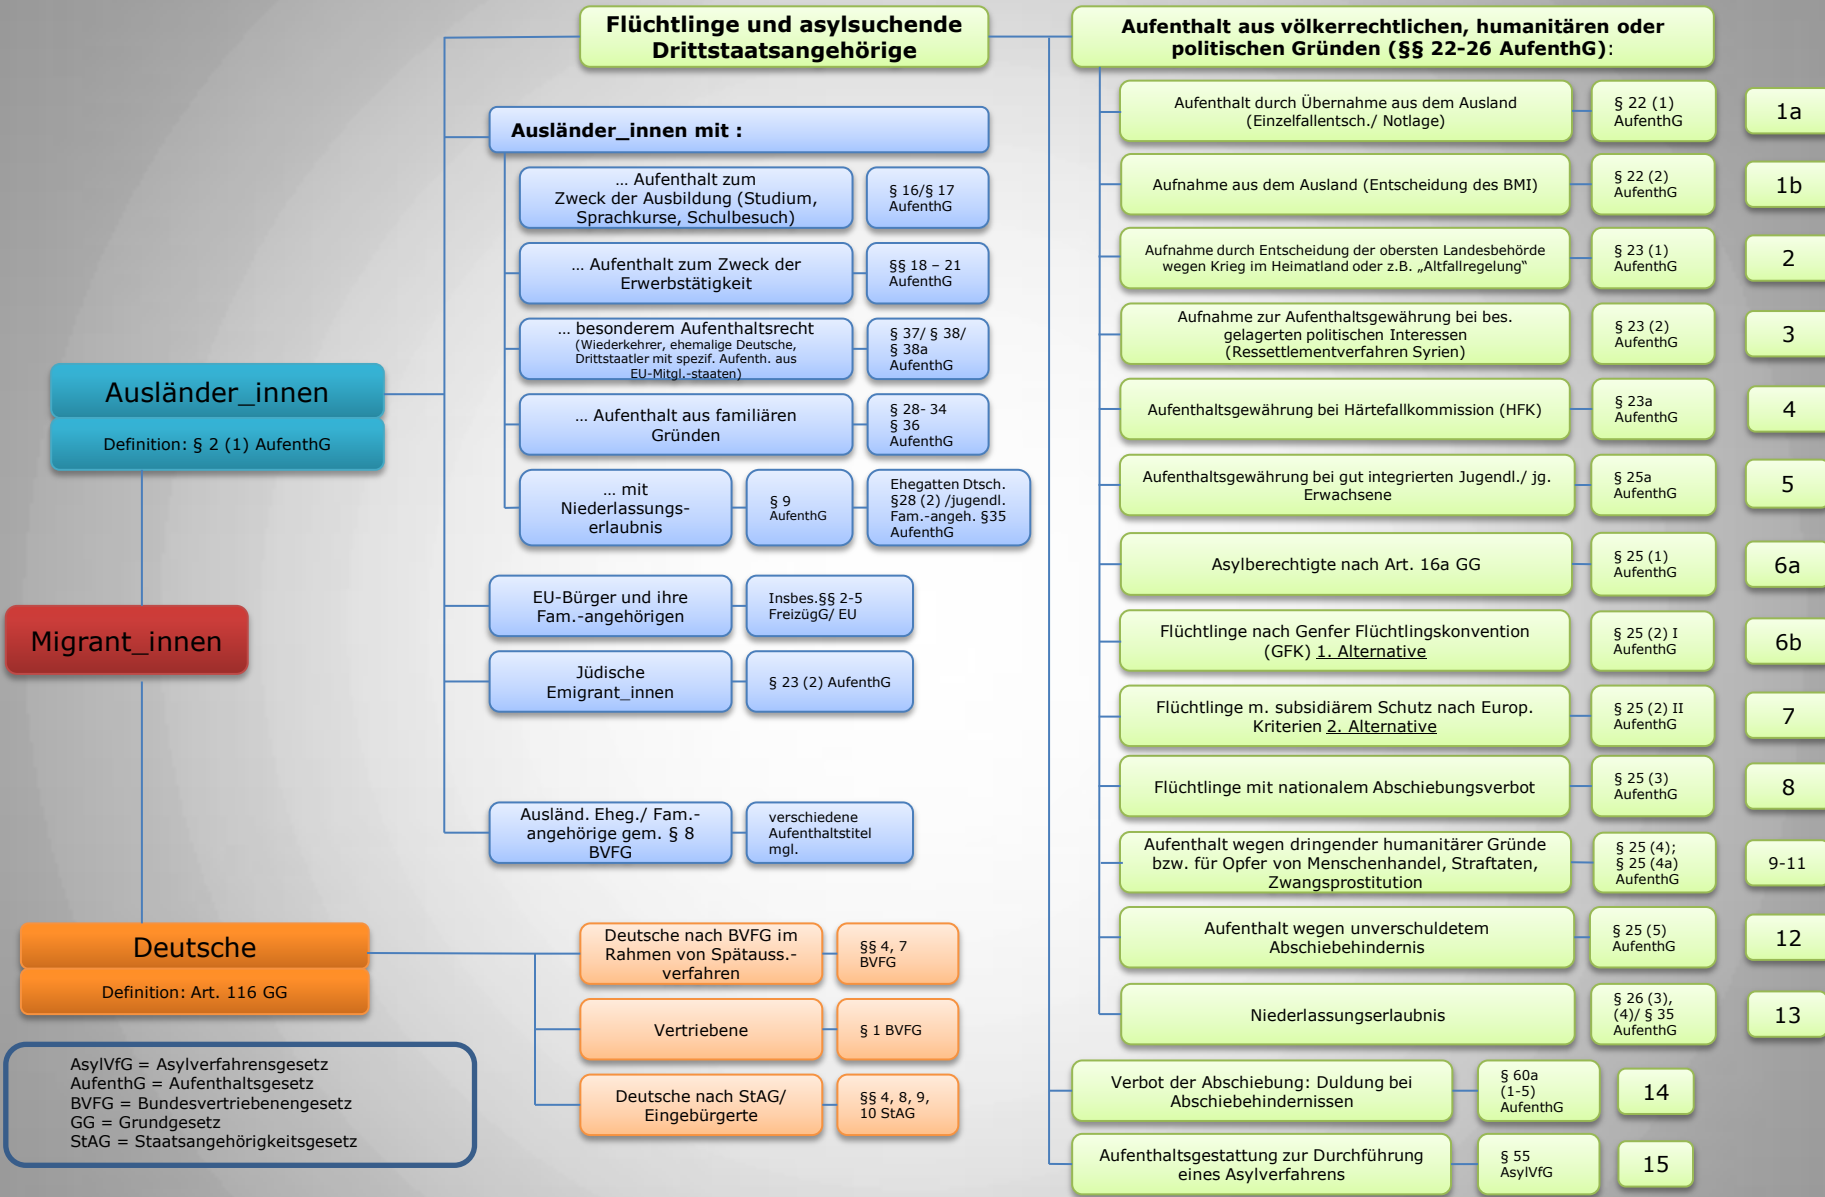 Flüchtlinge und asylsuchende
Drittstaatsangehörige
Aufenthalt aus völkerrechtlichen, humanitären oder
politischen Gründen (§§ 22-26 AufenthG):
Ausländer_innen mit :
... Aufenthalt zum
Zweck der Ausbildung (Studium,
Sprachkurse, Schulbesuch)
§ 16/§ 17
AufenthG
... Aufenthalt zum Zweck der
Erwerbstätigkeit
§§ 18 – 21
AufenthG
... besonderem Aufenthaltsrecht
(Wiederkehrer, ehemalige Deutsche,
Drittstaatler mit spezif. Aufenth. aus
EU-Mitgl.-staaten)
§ 37/ § 38/
§ 38a
AufenthG
... Aufenthalt aus familiären
Gründen
§ 28- 34
§ 36
AufenthG
... mit
Niederlassungs-
erlaubnis
§ 9
AufenthG
Ehegatten Dtsch.
§28 (2) /jugendl.
Fam.-angeh. §35
AufenthG
EU-Bürger und ihre
Fam.-angehörigen
Insbes.§§ 2-5
FreizügG/ EU
Jüdische
Emigrant_innen
§ 23 (2) AufenthG
Ausländ. Eheg./ Fam.-
angehörige gem. § 8
BVFG
verschiedene
Aufenthaltstitel
mgl.
Ausländer_innen
Definition: § 2 (1) AufenthG
Migrant_innen
Deutsche
Definition: Art. 116 GG
Deutsche nach BVFG im
Rahmen von Spätauss.-
verfahren
§§ 4, 7
BVFG
Vertriebene
§ 1 BVFG
Deutsche nach StAG/
Eingebürgerte
§§ 4, 8, 9,
10 StAG
AsylVfG = Asylverfahrensgesetz
AufenthG = Aufenthaltsgesetz
BVFG = Bundesvertriebenengesetz
GG = Grundgesetz
StAG = Staatsangehörigkeitsgesetz
Aufenthalt durch Übernahme aus dem Ausland
(Einzelfallentsch./ Notlage)
§ 22 (1)
AufenthG
1a
Aufnahme aus dem Ausland (Entscheidung des BMI)
§ 22 (2)
AufenthG
1b
Aufnahme durch Entscheidung der obersten Landesbehörde
wegen Krieg im Heimatland oder z.B. „Altfallregelung“
§ 23 (1)
AufenthG
2
Aufnahme zur Aufenthaltsgewährung bei bes.
gelagerten politischen Interessen
(Ressettlementverfahren Syrien)
§ 23 (2)
AufenthG
3
Aufenthaltsgewährung bei Härtefallkommission (HFK)
§ 23a
AufenthG
4
Aufenthaltsgewährung bei gut integrierten Jugendl./ jg.
Erwachsene
§ 25a
AufenthG
5
Asylberechtigte nach Art. 16a GG
§ 25 (1)
AufenthG
6a
Flüchtlinge nach Genfer Flüchtlingskonvention
(GFK) 1. Alternative
§ 25 (2) I
AufenthG
6b
Flüchtlinge m. subsidiärem Schutz nach Europ.
Kriterien 2. Alternative
§ 25 (2) II
AufenthG
7
Flüchtlinge mit nationalem Abschiebungsverbot
§ 25 (3)
AufenthG
8
Aufenthalt wegen dringender humanitärer Gründe
bzw. für Opfer von Menschenhandel, Straftaten,
Zwangsprostitution
§ 25 (4);
§ 25 (4a)
AufenthG
9-11
Aufenthalt wegen unverschuldetem
Abschiebehindernis
§ 25 (5)
AufenthG
12
Niederlassungserlaubnis
§ 26 (3),
(4)/ § 35
AufenthG
13
Verbot der Abschiebung: Duldung bei
Abschiebehindernissen
§ 60a
(1-5)
AufenthG
14
Aufenthaltsgestattung zur Durchführung
eines Asylverfahrens
§ 55
AsylVfG
15